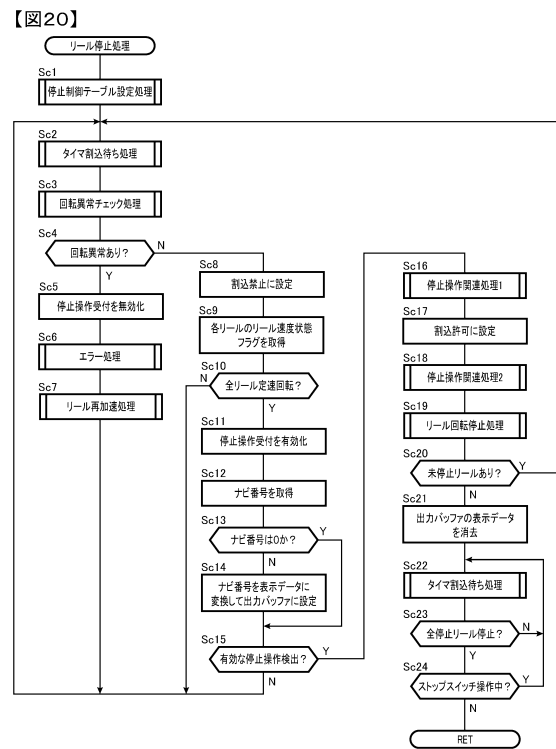 【図20】
リール停止処理
Sc1
停止制御テーブル設定処理
Sc2
タイマ割込待ち処理
Sc3
回転異常チェック処理
Sc4
回転異常あり？
N
Y
Sc5
停止操作受付を無効化
Sc6
エラー処理
Sc7
リール再加速処理
Sc8
割込禁止に設定
Sc9
各リールのリール速度状態
フラグを取得
Sc10
N
全リール定速回転？
Y
Sc11
停止操作受付を有効化
Sc12
ナビ番号を取得
Sc13
ナビ番号は0か？
Y
N
Sc14
ナビ番号を表示データに
変換して出力バッファに設定
Sc15
有効な停止操作検出？
Y
N
Sc16
停止操作関連処理1
Sc17
割込許可に設定
Sc18
停止操作関連処理2
Sc19
リール回転停止処理
Sc20
未停止リールあり？
Y
N
Sc21
出力バッファの表示データ
を消去
Sc22
タイマ割込待ち処理
Sc23
全停止リール停止？
N
Y
Sc24
ストップスイッチ操作中？
Y
N
RET